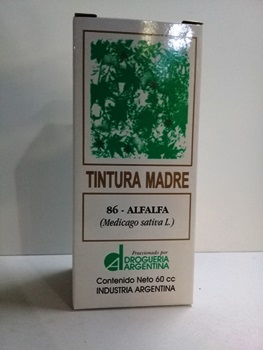 TINTURA MADRE
86 - ALFALFA
(Medicago sativa L.)
Fraccionado por
DROGUERIA
ARGENTINA
Contenido Neto 60 cc
INDUSTRIA ARGENTINA